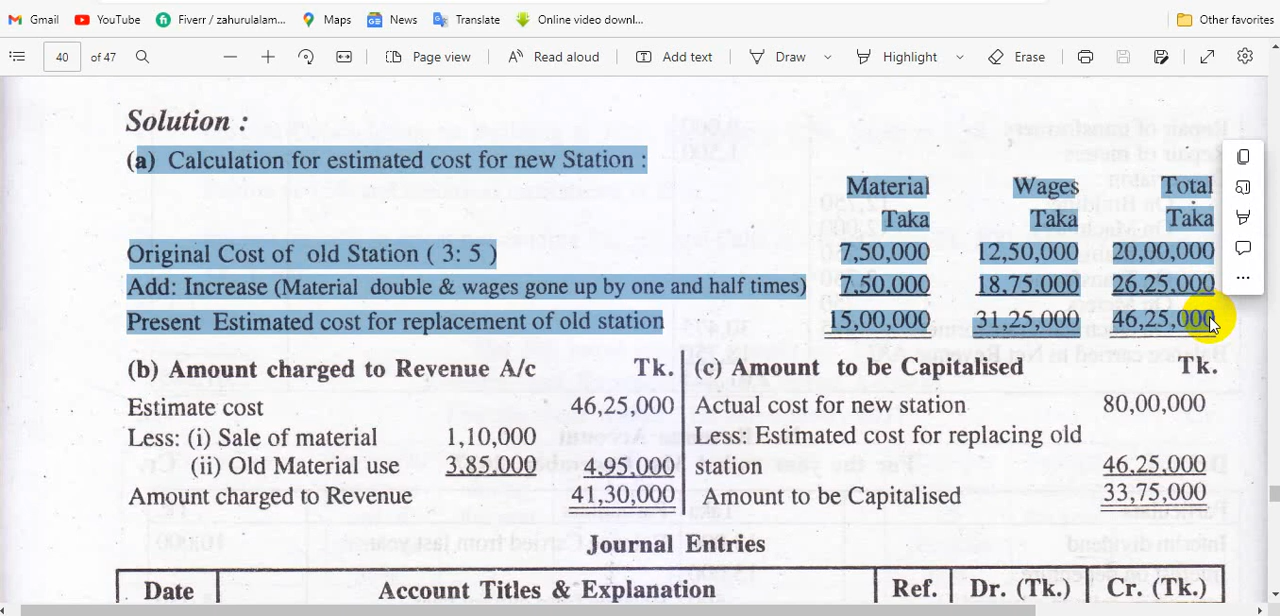 Gmail YouTube Fiverr / zahurulalam... Maps News Translate Online video downl... Other favorites
40 of 47 Page view Read aloud Add text Draw Highlight Erase
Solution :
(a) Calculation for estimated cost for new Station :
Material Wages Total
Taka Taka Taka
Original Cost of old Station ( 3: 5 ) 7,50,000 12,50,000 20,00,000
Add: Increase (Material double & wages gone up by one and half times) 7,50,000 18,75,000 26,25,000
Present Estimated cost for replacement of old station 15,00,000 31,25,000 46,25,000
(b) Amount charged to Revenue A/c Tk.
Estimate cost 46,25,000
Less: (i) Sale of material 1,10,000
(ii) Old Material use 3,85,000 4,95,000
Amount charged to Revenue 41,30,000
(c) Amount to be Capitalised Tk.
Actual cost for new station 80,00,000
Less: Estimated cost for replacing old
station 46,25,000
Amount to be Capitalised 33,75,000
Journal Entries
Date Account Titles & Explanation Ref. Dr. (Tk.) Cr. (Tk.)